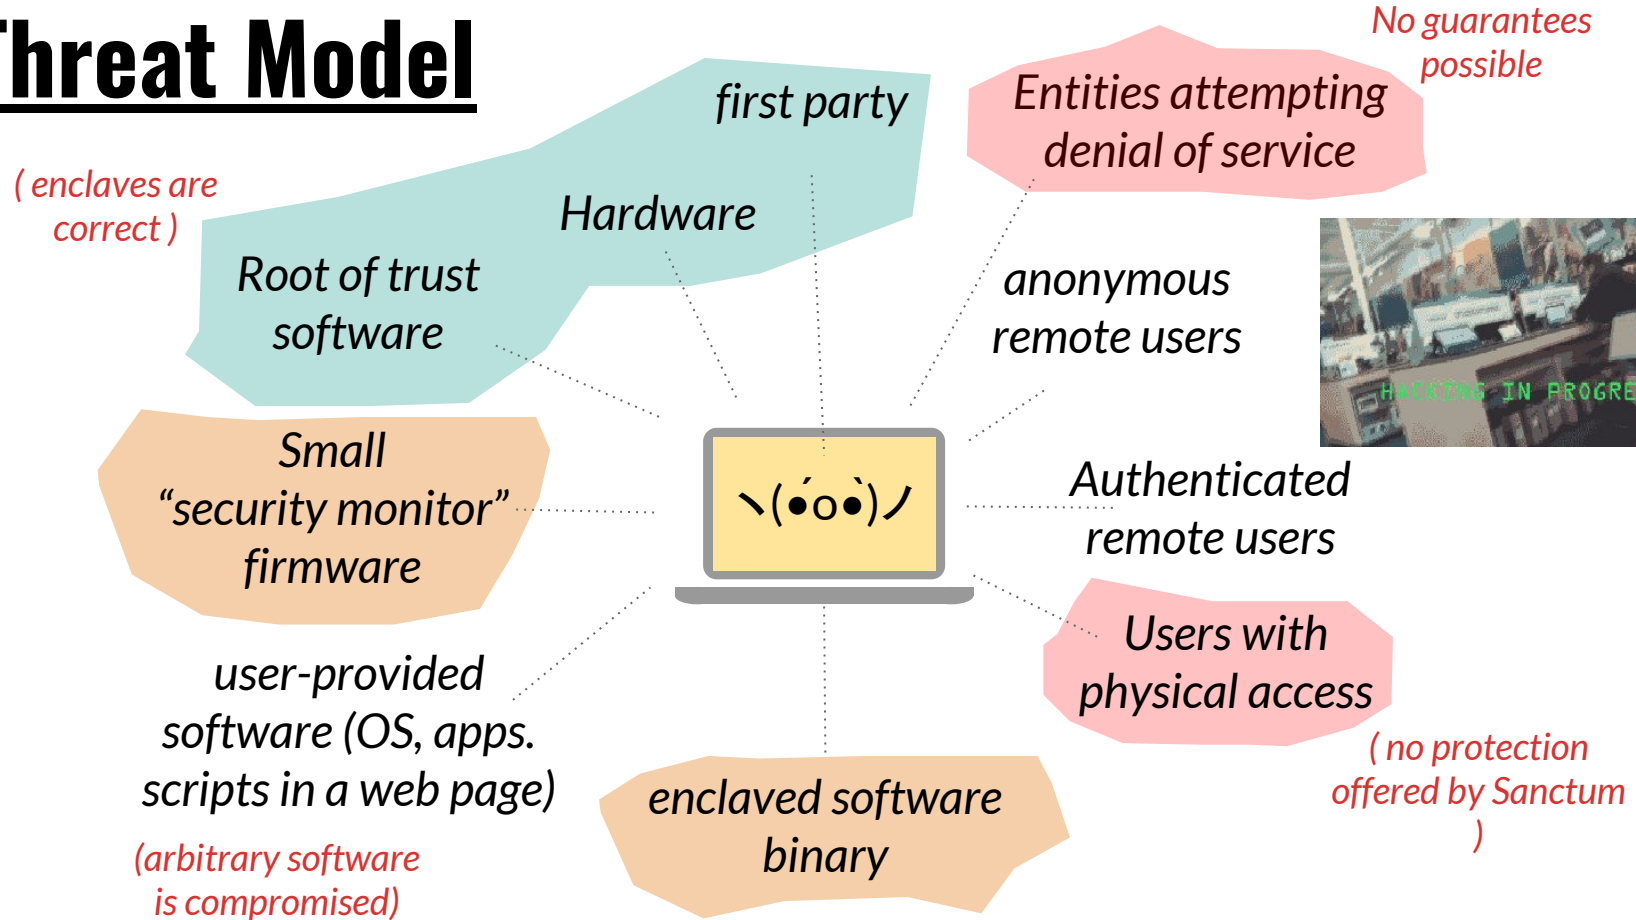 Threat Model
No guarantees
possible
first party
Entities attempting
denial of service
( enclaves are
correct )
Hardware
Root of trust
software
anonymous
remote users
HACKING IN PROGRE
Small
“security monitor”
firmware
ヽ(●́o●̀)ノ
Authenticated
remote users
Users with
physical access
user-provided
software (OS, apps.
scripts in a web page)
( no protection
offered by Sanctum
)
enclaved software
binary
(arbitrary software
is compromised)